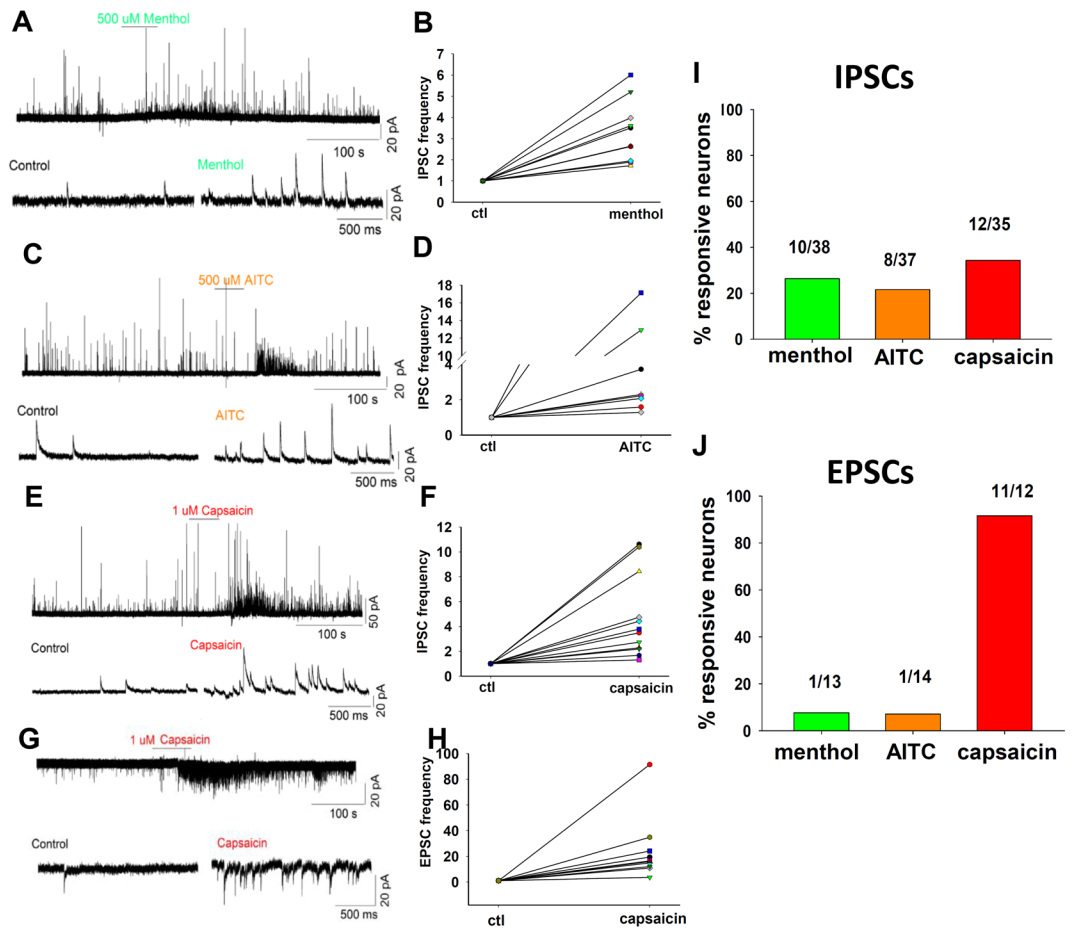 A
500 uM Menthol
20 pA
100 s
Control
Menthol
20 pA
500 ms
B
IPSC frequency
7
6
5
4
3
2
1
0
ctl
menthol
C
500 uM AITC
20 pA
100 s
Control
AITC
20 pA
500 ms
D
IPSC frequency
18
16
14
12
10
4
2
0
ctl
AITC
E
1 uM Capsaicin
50 pA
100 s
Control
Capsaicin
20 pA
500 ms
F
IPSC frequency
12
10
8
6
4
2
0
ctl
capsaicin
G
1 uM Capsaicin
20 pA
100 s
Control
Capsaicin
20 pA
500 ms
H
EPSC frequency
100
80
60
40
20
0
ctl
capsaicin
I
IPSCs
% responsive neurons
100
80
60
40
20
0
10/38
8/37
12/35
menthol
AITC
capsaicin
J
EPSCs
% responsive neurons
100
80
60
40
20
0
1/13
1/14
11/12
menthol
AITC
capsaicin